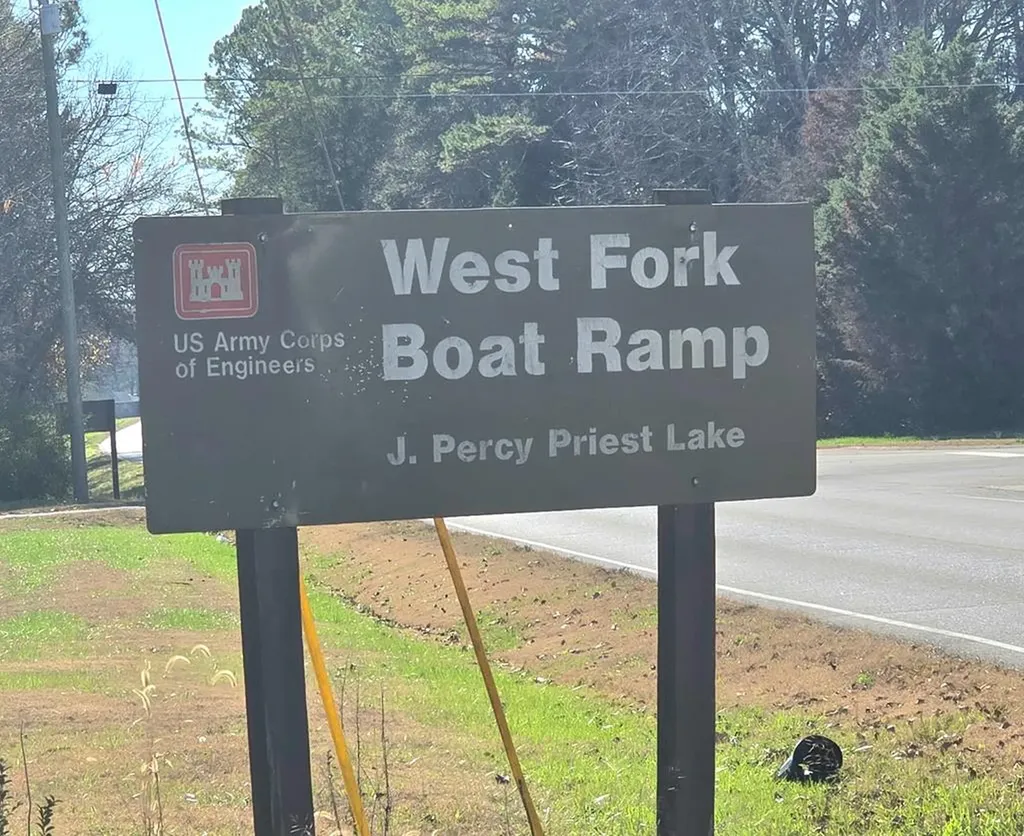 US Army Corps
of Engineers
West Fork
Boat Ramp
J. Percy Priest Lake